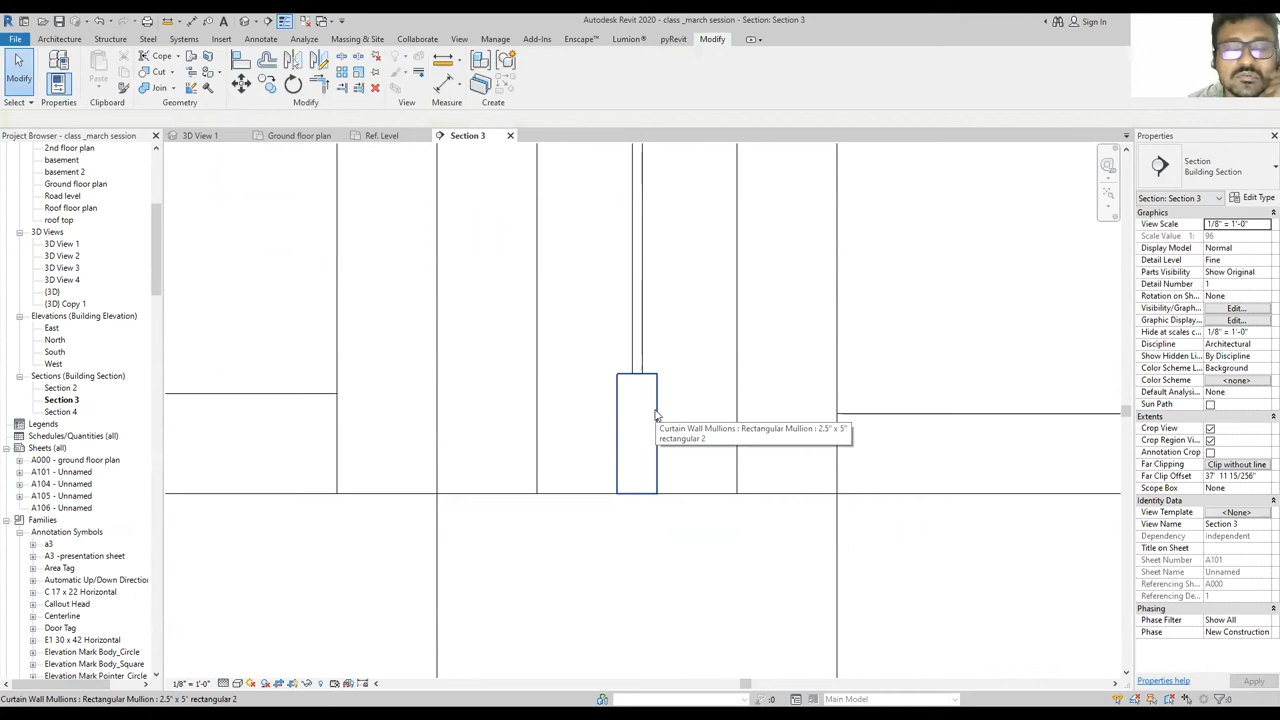 Autodesk Revit 2020 - class _march session - Section: Section 3
Sign In
File Architecture Structure Steel Systems Insert Annotate Analyze Massing & Site Collaborate View Manage Add-Ins Enscape™ Lumion® pyRevit Modify
Modify
Paste
Cope
Cut
Join
Select Properties Clipboard Geometry Modify View Measure Create
Project Browser - class _march session
3D View 1 Ground floor plan Ref. Level Section 3
Properties
2nd floor plan
basement
basement 2
Ground floor plan
Road level
Roof floor plan
roof top
3D Views
3D View 1
3D View 2
3D View 3
3D View 4
{3D}
{3D} Copy 1
Elevations (Building Elevation)
East
North
South
West
Sections (Building Section)
Section 2
Section 3
Section 4
Legends
Schedules/Quantities (all)
Sheets (all)
A000 - ground floor plan
A101 - Unnamed
A104 - Unnamed
A105 - Unnamed
A106 - Unnamed
Families
Annotation Symbols
a3
A3 -presentation sheet
Area Tag
Automatic Up/Down Directio
C 17 x 22 Horizontal
Callout Head
Centerline
Door Tag
E1 30 x 42 Horizontal
Elevation Mark Body_Circle
Elevation Mark Body_Square
Elevation Mark Pointer Circle
Curtain Wall Mullions : Rectangular Mullion : 2.5" x 5"
rectangular 2
Section
Building Section
Section: Section 3 Edit Type
Graphics
View Scale 1/8" = 1'-0"
Scale Value 1: 96
Display Model Normal
Detail Level Fine
Parts Visibility Show Original
Detail Number 1
Rotation on Sh... None
Visibility/Graph... Edit...
Graphic Display... Edit...
Hide at scales c... 1/8" = 1'-0"
Discipline Architectural
Show Hidden Li... By Discipline
Color Scheme L... Background
Color Scheme <none>
Default Analysi... None
Sun Path
Extents
Crop View
Crop Region Vi...
Annotation Crop
Far Clipping Clip without line
Far Clip Offset 37' 11 15/256"
Scope Box None
Identity Data
View Template <None>
View Name Section 3
Dependency Independent
Title on Sheet
Sheet Number A101
Sheet Name Unnamed
Referencing Sh... A000
Referencing De... 1
Phasing
Phase Filter Show All
Phase New Construction
Properties help Apply
1/8" = 1'-0"
Curtain Wall Mullions : Rectangular Mullion : 2.5" x 5" rectangular 2
:0 Main Model :0